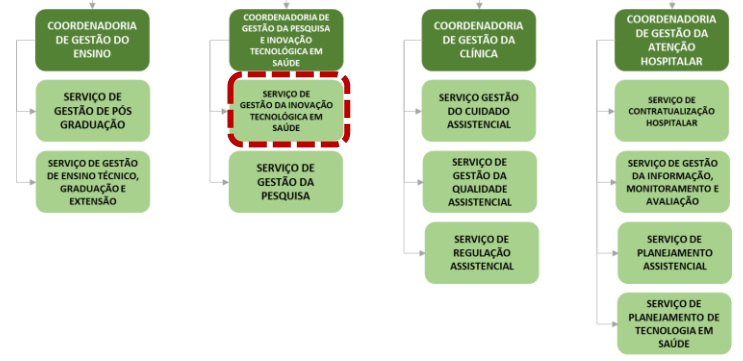 COORDENADORIA
DE GESTÃO DO
ENSINO
SERVIÇO DE
GESTÃO DE PÓS
GRADUAÇÃO
SERVIÇO DE GESTÃO
DE ENSINO TÉCNICO,
GRADUAÇÃO E
EXTENSÃO
COORDENADORIA DE
GESTÃO DA PESQUISA
E INOVAÇÃO
TECNOLÓGICA EM
SAÚDE
SERVIÇO DE
GESTÃO DA INOVAÇÃO
TECNOLÓGICA EM
SAÚDE
SERVIÇO DE
GESTÃO DA
PESQUISA
COORDENADORIA
DE GESTÃO DA
CLÍNICA
SERVIÇO GESTÃO
DO CUIDADO
ASSISTENCIAL
SERVIÇO DE
GESTÃO DA
QUALIDADE
ASSISTENCIAL
SERVIÇO DE
REGULAÇÃO
ASSISTENCIAL
COORDENADORIA
DE GESTÃO DA
ATENÇÃO
HOSPITALAR
SERVIÇO DE
CONTRATUALIZAÇÃO
HOSPITALAR
SERVIÇO DE GESTÃO
DA INFORMAÇÃO,
MONITORAMENTO E
AVALIAÇÃO
SERVIÇO DE
PLANEJAMENTO
ASSISTENCIAL
SERVIÇO DE
PLANEJAMENTO DE
TECNOLOGIA EM
SAÚDE